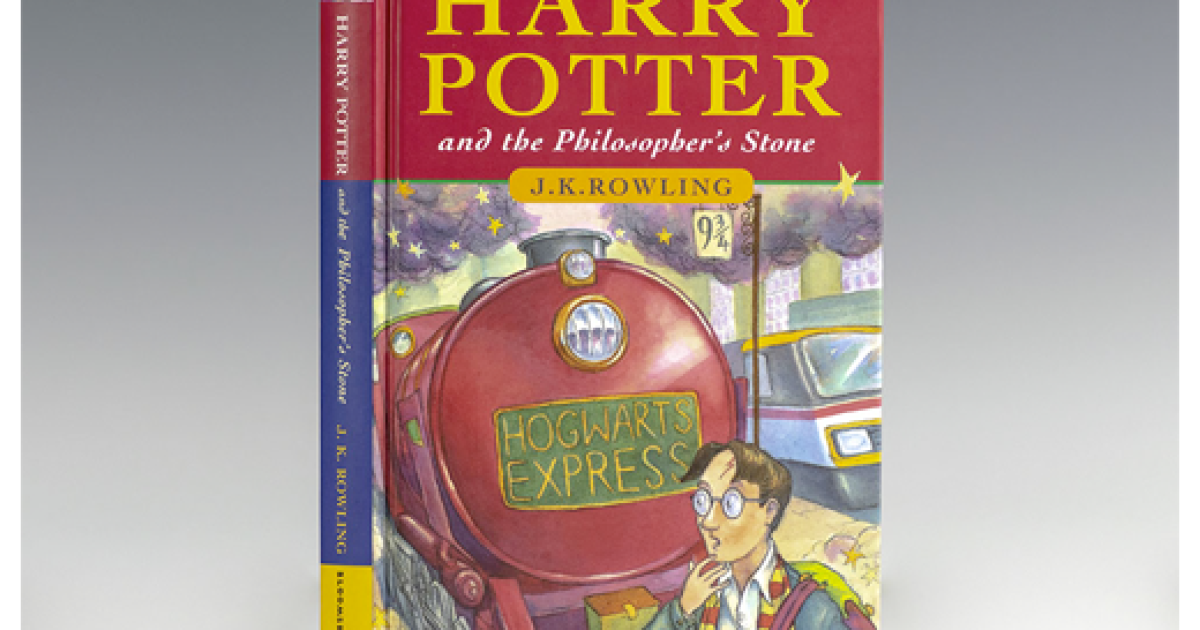 HARRY
POTTER
and the Philosopher's Stone
J.K.ROWLING
9¾
HOGWARTS
EXPRESS
HARRY POTTER and the Philosopher's Stone J. K. ROWLING